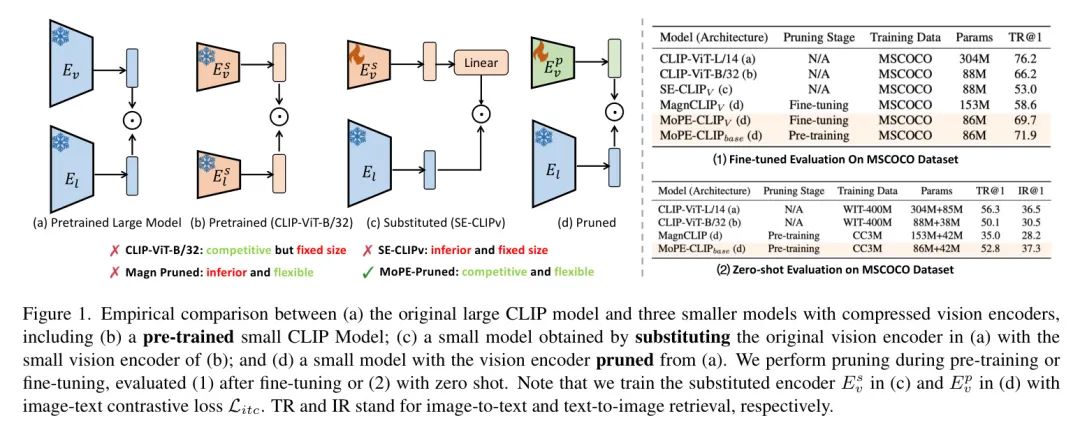 E_v
E_l
(a) Pretrained Large Model
E_v^s
E_l^s
(b) Pretrained (CLIP-ViT-B/32)
E_v^s
Linear
E_l
(c) Substituted (SE-CLIPv)
E_v^p
E_l
(d) Pruned
✗ CLIP-ViT-B/32: competitive but fixed size
✗ SE-CLIPv: inferior and fixed size
✗ Magn Pruned: inferior and flexible
✓ MoPE-Pruned: competitive and flexible
Model (Architecture) Pruning Stage Training Data Params TR@1
CLIP-ViT-L/14 (a) N/A MSCOCO 304M 76.2
CLIP-ViT-B/32 (b) N/A MSCOCO 88M 66.2
SE-CLIP_V (c) N/A MSCOCO 88M 53.0
MagnCLIP_V (d) Fine-tuning MSCOCO 153M 58.6
MoPE-CLIP_V (d) Fine-tuning MSCOCO 86M 69.7
MoPE-CLIP_base (d) Pre-training MSCOCO 86M 71.9
(1) Fine-tuned Evaluation On MSCOCO Dataset
Model (Architecture) Pruning Stage Training Data Params TR@1 IR@1
CLIP-ViT-L/14 (a) N/A WIT-400M 304M+85M 56.3 36.5
CLIP-ViT-B/32 (b) N/A WIT-400M 88M+38M 50.1 30.5
MagnCLIP (d) Pre-training CC3M 153M+42M 35.0 28.2
MoPE-CLIP_base (d) Pre-training CC3M 86M+42M 52.8 37.3
(2) Zero-shot Evaluation on MSCOCO Dataset
Figure 1. Empirical comparison between (a) the original large CLIP model and three smaller models with compressed vision encoders,
including (b) a pre-trained small CLIP Model; (c) a small model obtained by substituting the original vision encoder in (a) with the
small vision encoder of (b); and (d) a small model with the vision encoder pruned from (a). We perform pruning during pre-training or
fine-tuning, evaluated (1) after fine-tuning or (2) with zero shot. Note that we train the substituted encoder E_v^s in (c) and E_v^p in (d) with
image-text contrastive loss L_itc. TR and IR stand for image-to-text and text-to-image retrieval, respectively.